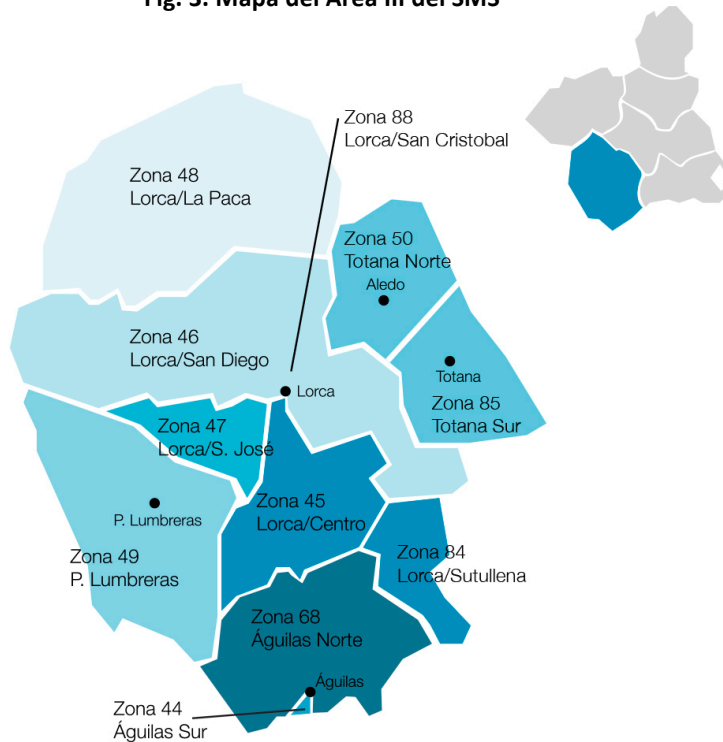 Fig. 3: Mapa del Área III del SMS
Zona 88
Lorca/San Cristobal
Zona 48
Lorca/La Paca
Zona 50
Totana Norte
Aledo
Zona 46
Lorca/San Diego
Totana
Lorca
Zona 85
Totana Sur
Zona 47
Lorca/S. José
Zona 45
Lorca/Centro
P. Lumbreras
Zona 49
P. Lumbreras
Zona 84
Lorca/Sutullena
Zona 68
Águilas Norte
Águilas
Zona 44
Águilas Sur